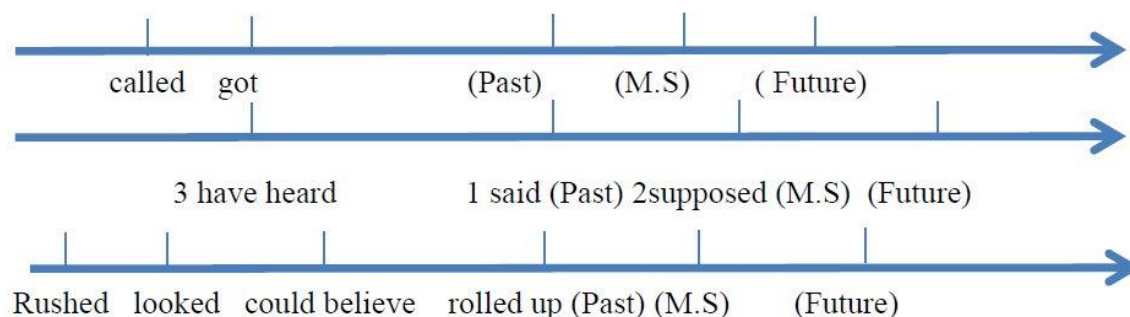 called got (Past) (M.S) ( Future)
3 have heard 1 said (Past) 2supposed (M.S) (Future)
Rushed looked could believe rolled up (Past) (M.S) (Future)